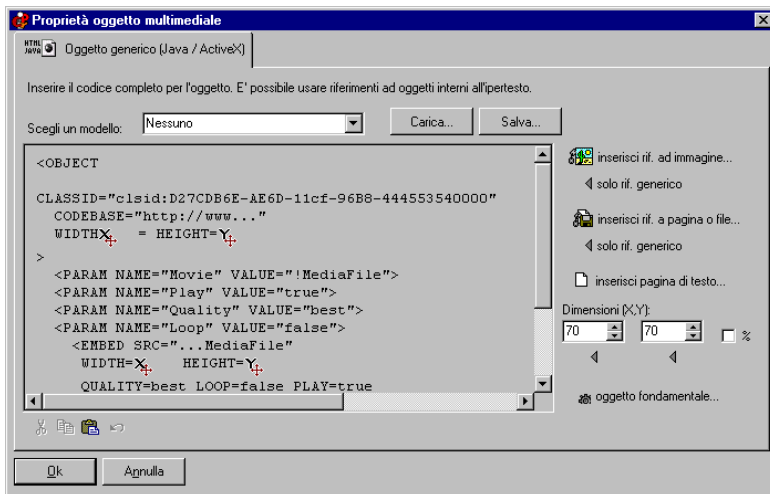 Proprietà oggetto multimediale
HTML JAVA Oggetto generico (Java / ActiveX)
Inserire il codice completo per l'oggetto. E' possibile usare riferimenti ad oggetti interni all'ipertesto.
Scegli un modello: Nessuno Carica... Salva...
<OBJECT
CLASSID="clsid:D27CDB6E-AE6D-11cf-96B8-444553540000"
CODEBASE="http://www..."
WIDTHX = HEIGHT=Y
>
<PARAM NAME="Movie" VALUE="!MediaFile">
<PARAM NAME="Play" VALUE="true">
<PARAM NAME="Quality" VALUE="best">
<PARAM NAME="Loop" VALUE="false">
<EMBED SRC="...MediaFile"
WIDTH=X HEIGHT=Y
QUALITY=best LOOP=false PLAY=true
inserisci rif. ad immagine...
solo rif. generico
inserisci rif. a pagina o file...
solo rif. generico
inserisci pagina di testo...
Dimensioni (X,Y):
70 70 %
oggetto fondamentale...
Ok Annulla